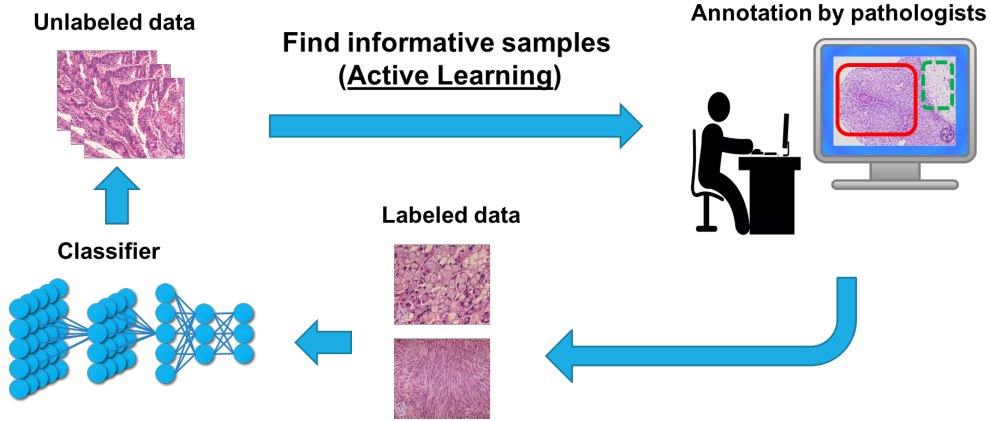 Unlabeled data
Find informative samples
(Active Learning)
Annotation by pathologists
Labeled data
Classifier